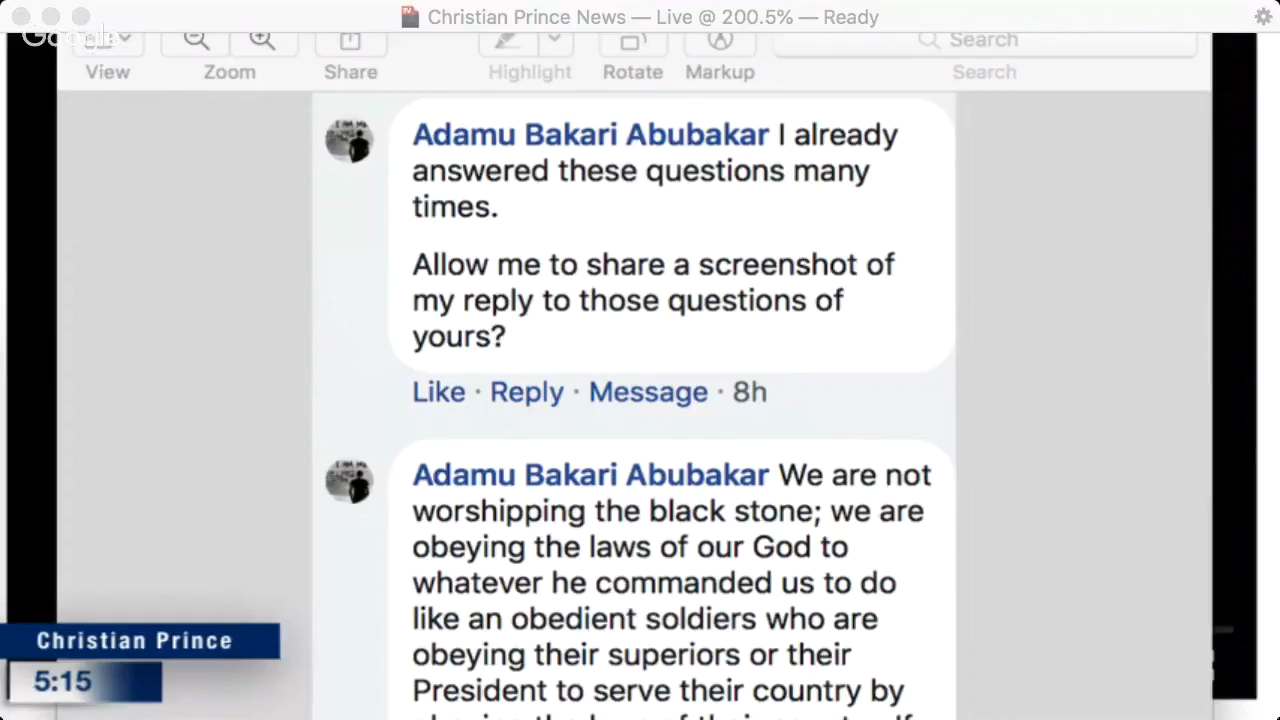 Christian Prince News — Live @ 200.5% — Ready
Google
Search
View
Zoom
Share
Highlight
Rotate
Markup
Search
Adamu Bakari Abubakar I already
answered these questions many
times.
Allow me to share a screenshot of
my reply to those questions of
yours?
Like · Reply · Message · 8h
Adamu Bakari Abubakar We are not
worshipping the black stone; we are
obeying the laws of our God to
whatever he commanded us to do
like an obedient soldiers who are
obeying their superiors or their
President to serve their country by
Christian Prince
5:15